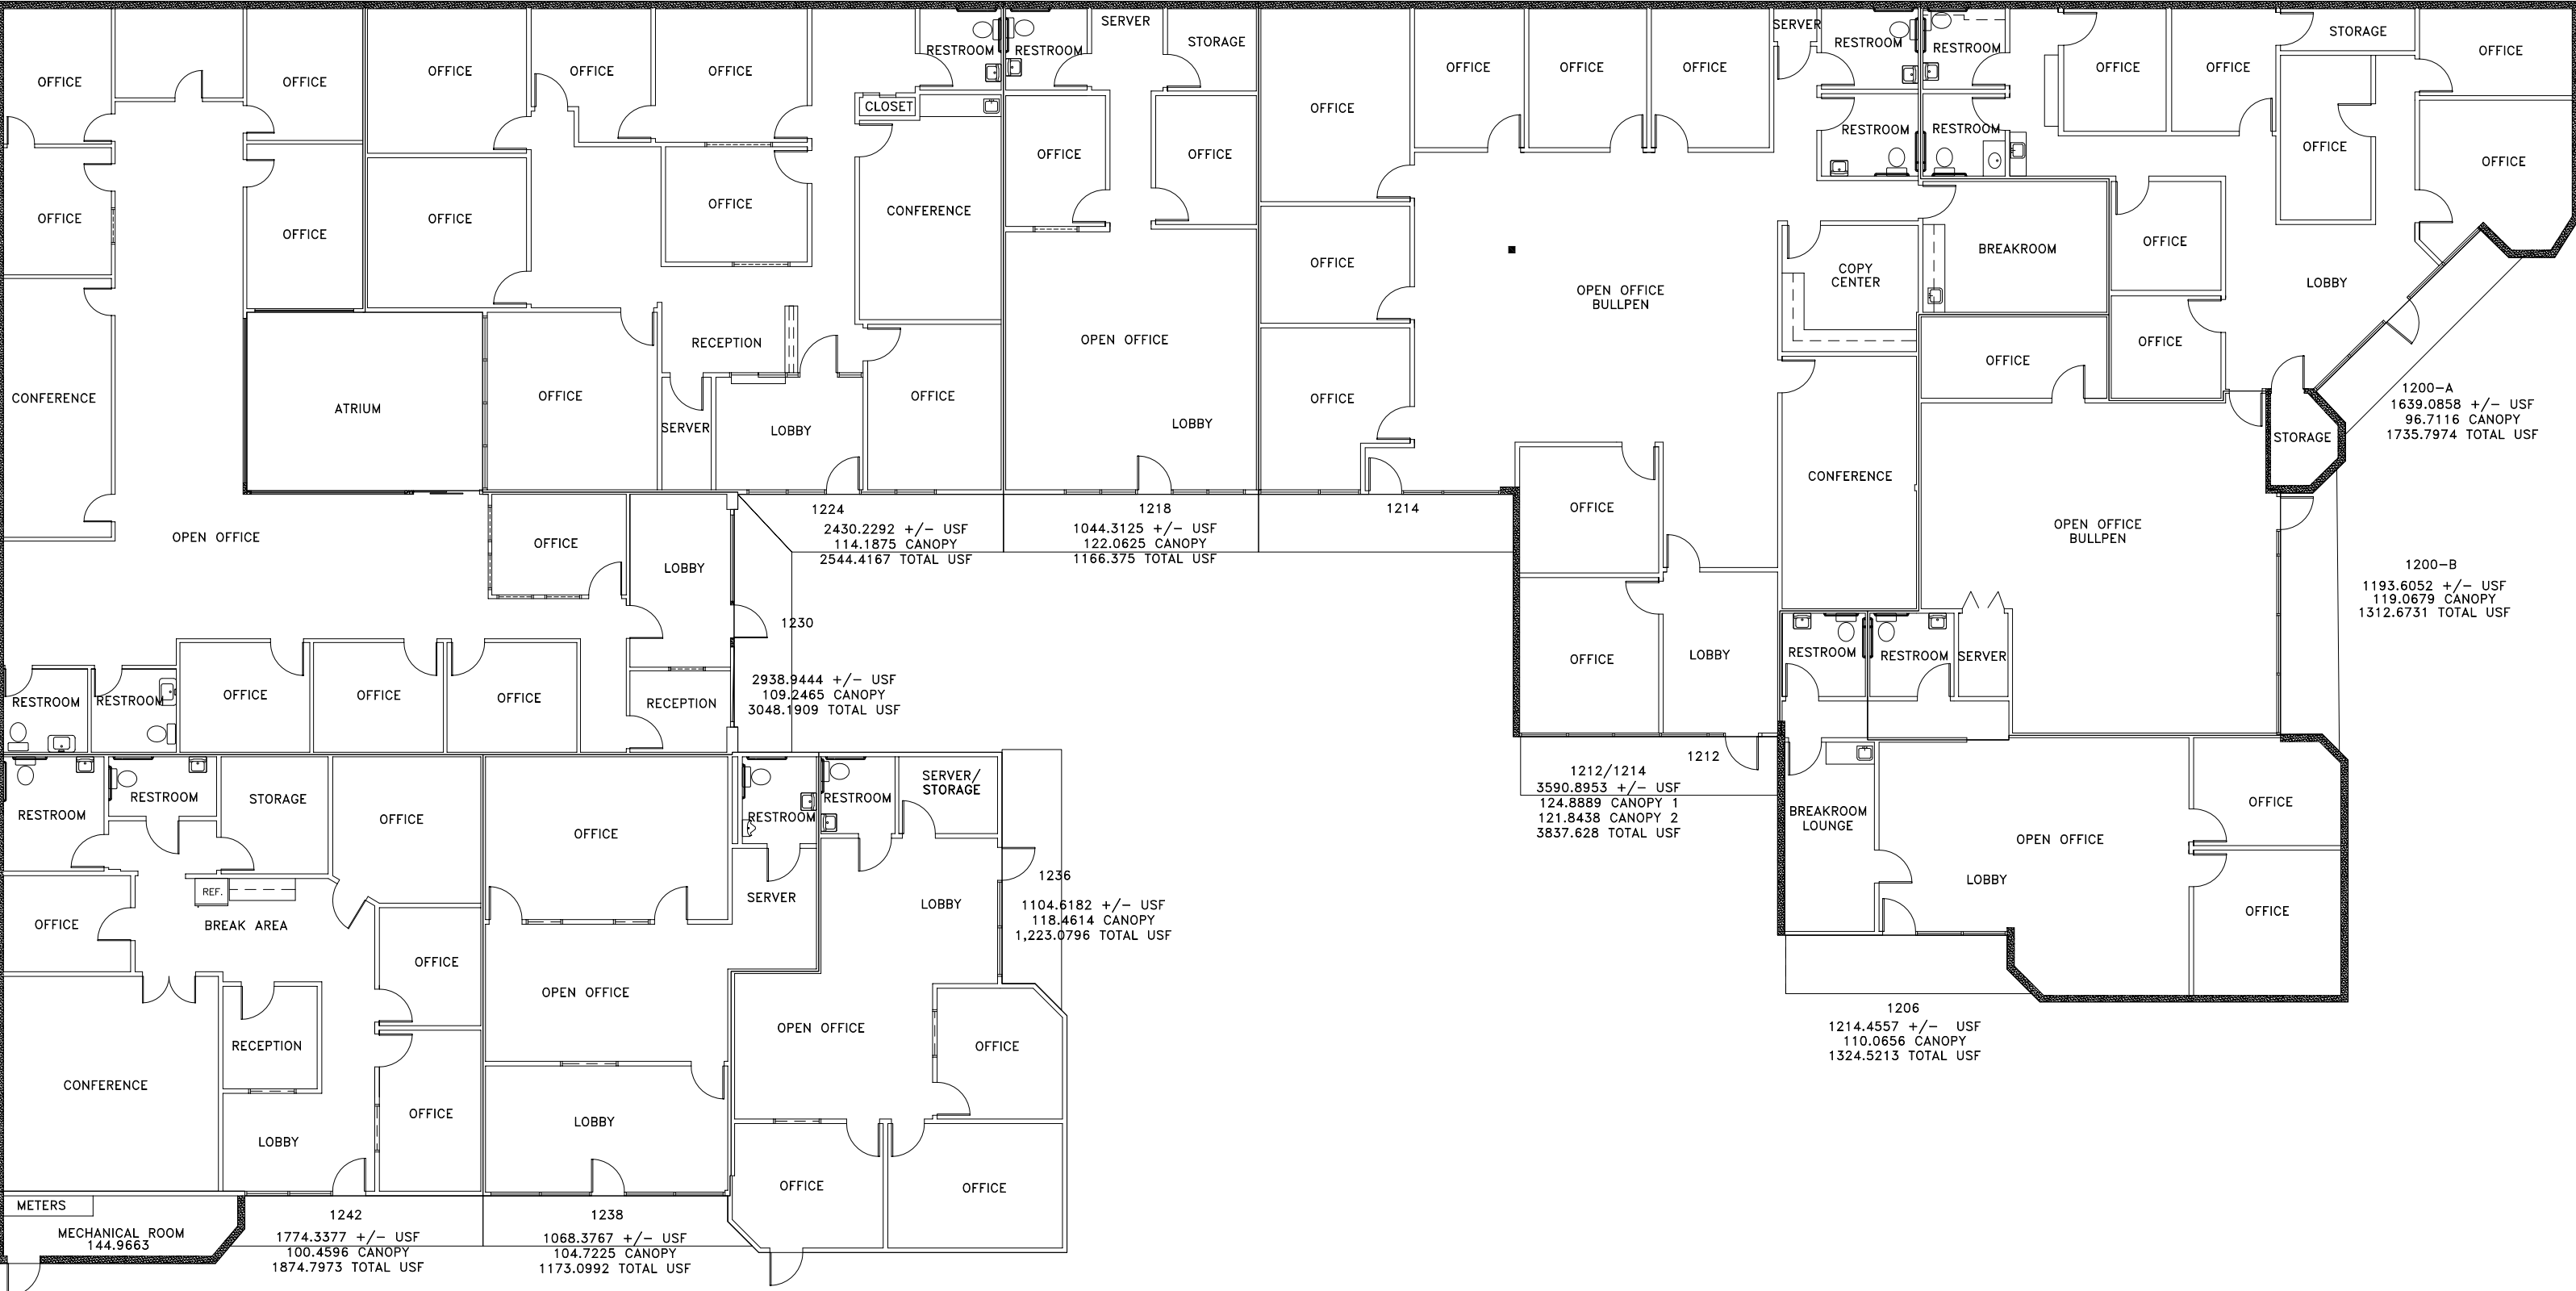 SERVER
SERVER
STORAGE
STORAGE
RESTROOM
RESTROOM
RESTROOM
RESTROOM
OFFICE
OFFICE
OFFICE
OFFICE
OFFICE
OFFICE
OFFICE
OFFICE
OFFICE
OFFICE
OFFICE
CLOSET
OFFICE
RESTROOM
RESTROOM
OFFICE
OFFICE
OFFICE
OFFICE
OFFICE
OFFICE
OFFICE
OFFICE
OFFICE
CONFERENCE
OFFICE
BREAKROOM
OFFICE
OFFICE
COPY
CENTER
LOBBY
OPEN OFFICE
BULLPEN
RECEPTION
OPEN OFFICE
OFFICE
OFFICE
CONFERENCE
ATRIUM
OFFICE
SERVER
LOBBY
OFFICE
LOBBY
OFFICE
1200-A
1639.0858 +/- USF
96.7116 CANOPY
1735.7974 TOTAL USF
STORAGE
CONFERENCE
OPEN OFFICE
OFFICE
LOBBY
1224
2430.2292 +/- USF
114.1875 CANOPY
2544.4167 TOTAL USF
1218
1044.3125 +/- USF
122.0625 CANOPY
1166.375 TOTAL USF
1214
OFFICE
OPEN OFFICE
BULLPEN
1200-B
1193.6052 +/- USF
119.0679 CANOPY
1312.6731 TOTAL USF
1230
2938.9444 +/- USF
109.2465 CANOPY
3048.1909 TOTAL USF
OFFICE
LOBBY
RESTROOM
RESTROOM
SERVER
RESTROOM
RESTROOM
OFFICE
OFFICE
OFFICE
RECEPTION
1212
1212/1214
3590.8953 +/- USF
124.8889 CANOPY 1
121.8438 CANOPY 2
3837.628 TOTAL USF
RESTROOM
RESTROOM
STORAGE
OFFICE
OFFICE
RESTROOM
RESTROOM
SERVER/
STORAGE
BREAKROOM
LOUNGE
OPEN OFFICE
LOBBY
OFFICE
OFFICE
REF.
BREAK AREA
OFFICE
OFFICE
SERVER
LOBBY
1236
1104.6182 +/- USF
118.4614 CANOPY
1,223.0796 TOTAL USF
OPEN OFFICE
OPEN OFFICE
OFFICE
RECEPTION
CONFERENCE
OFFICE
LOBBY
LOBBY
OFFICE
OFFICE
1206
1214.4557 +/- USF
110.0656 CANOPY
1324.5213 TOTAL USF
METERS
MECHANICAL ROOM
144.9663
1242
1774.3377 +/- USF
100.4596 CANOPY
1874.7973 TOTAL USF
1238
1068.3767 +/- USF
104.7225 CANOPY
1173.0992 TOTAL USF